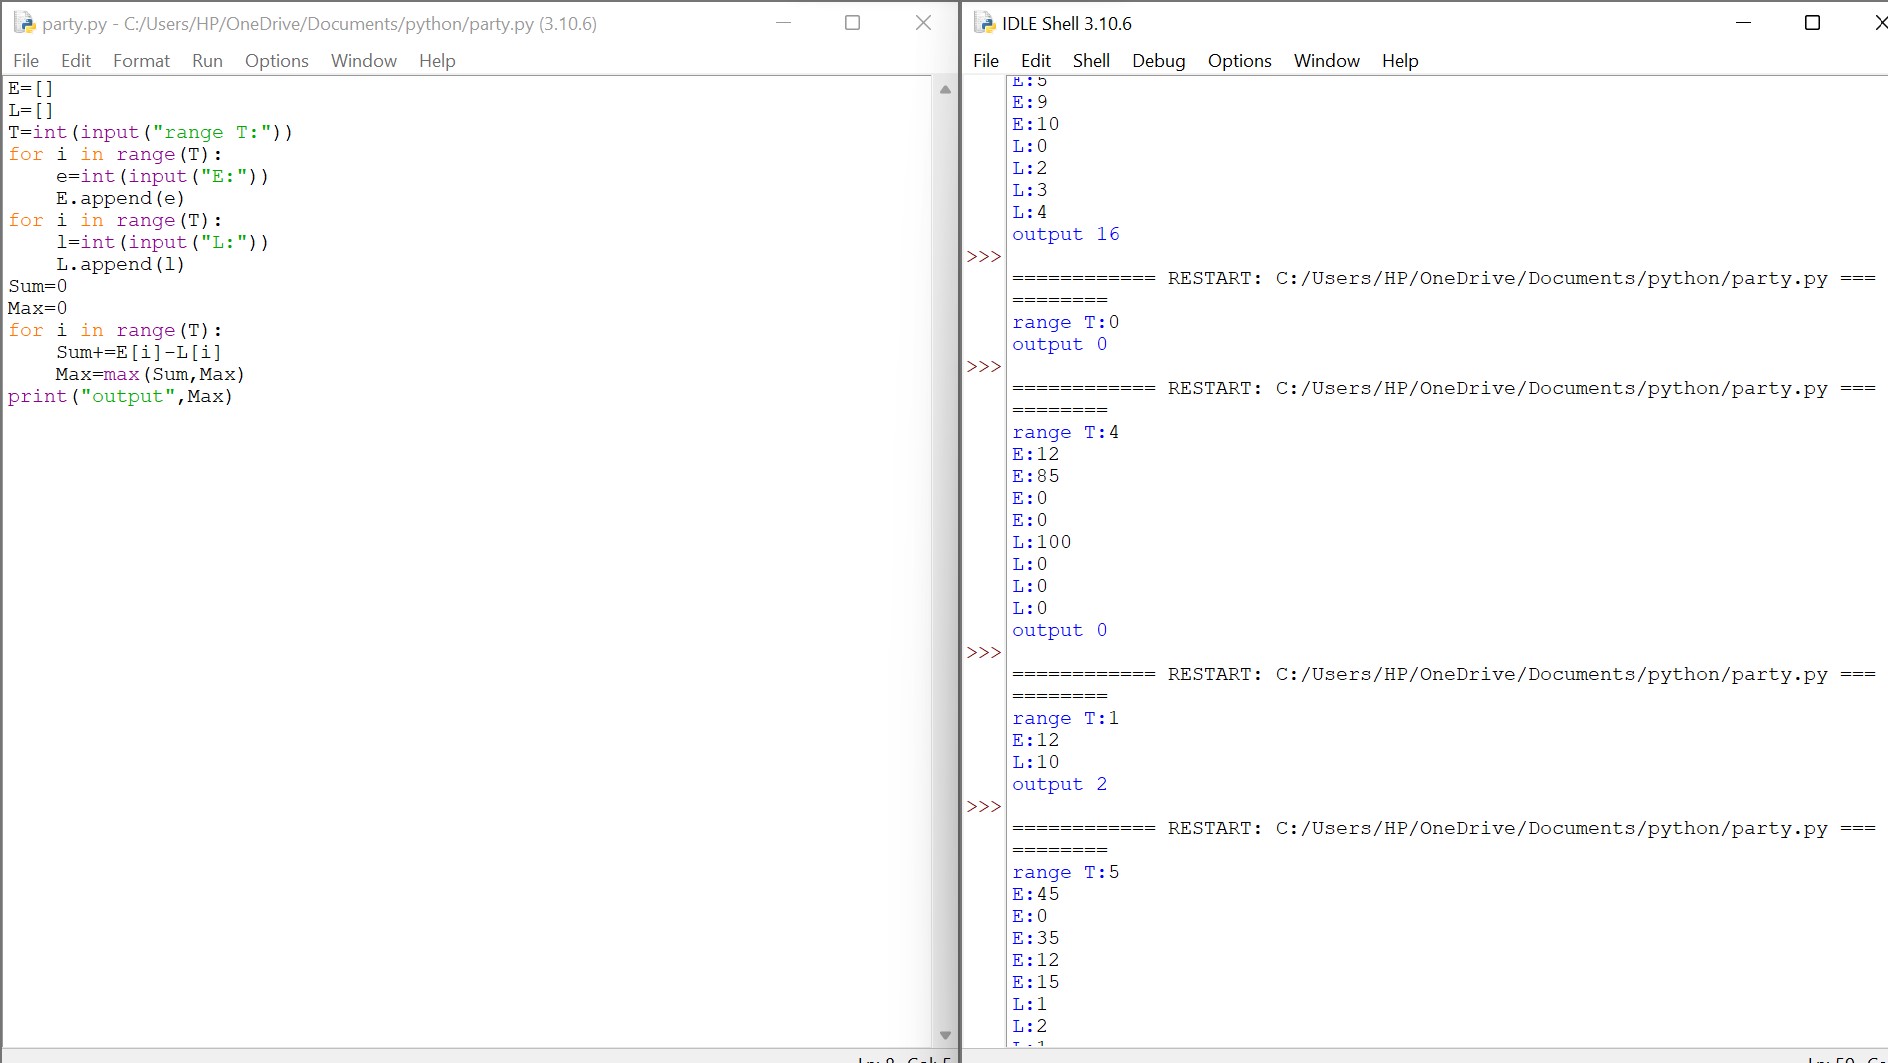 party.py - C:/Users/HP/OneDrive/Documents/python/party.py (3.10.6)
File Edit Format Run Options Window Help
E=[]
L=[]
T=int(input("range T:"))
for i in range(T):
    e=int(input("E:"))
    E.append(e)
for i in range(T):
    l=int(input("L:"))
    L.append(l)
Sum=0
Max=0
for i in range(T):
    Sum+=E[i]-L[i]
    Max=max(Sum,Max)
print("output",Max)
IDLE Shell 3.10.6
File Edit Shell Debug Options Window Help
E:5
E:9
E:10
L:0
L:2
L:3
L:4
output 16
>>>
============ RESTART: C:/Users/HP/OneDrive/Documents/python/party.py ===
========
range T:0
output 0
>>>
============ RESTART: C:/Users/HP/OneDrive/Documents/python/party.py ===
========
range T:4
E:12
E:85
E:0
E:0
L:100
L:0
L:0
L:0
output 0
>>>
============ RESTART: C:/Users/HP/OneDrive/Documents/python/party.py ===
========
range T:1
E:12
L:10
output 2
>>>
============ RESTART: C:/Users/HP/OneDrive/Documents/python/party.py ===
========
range T:5
E:45
E:0
E:35
E:12
E:15
L:1
L:2